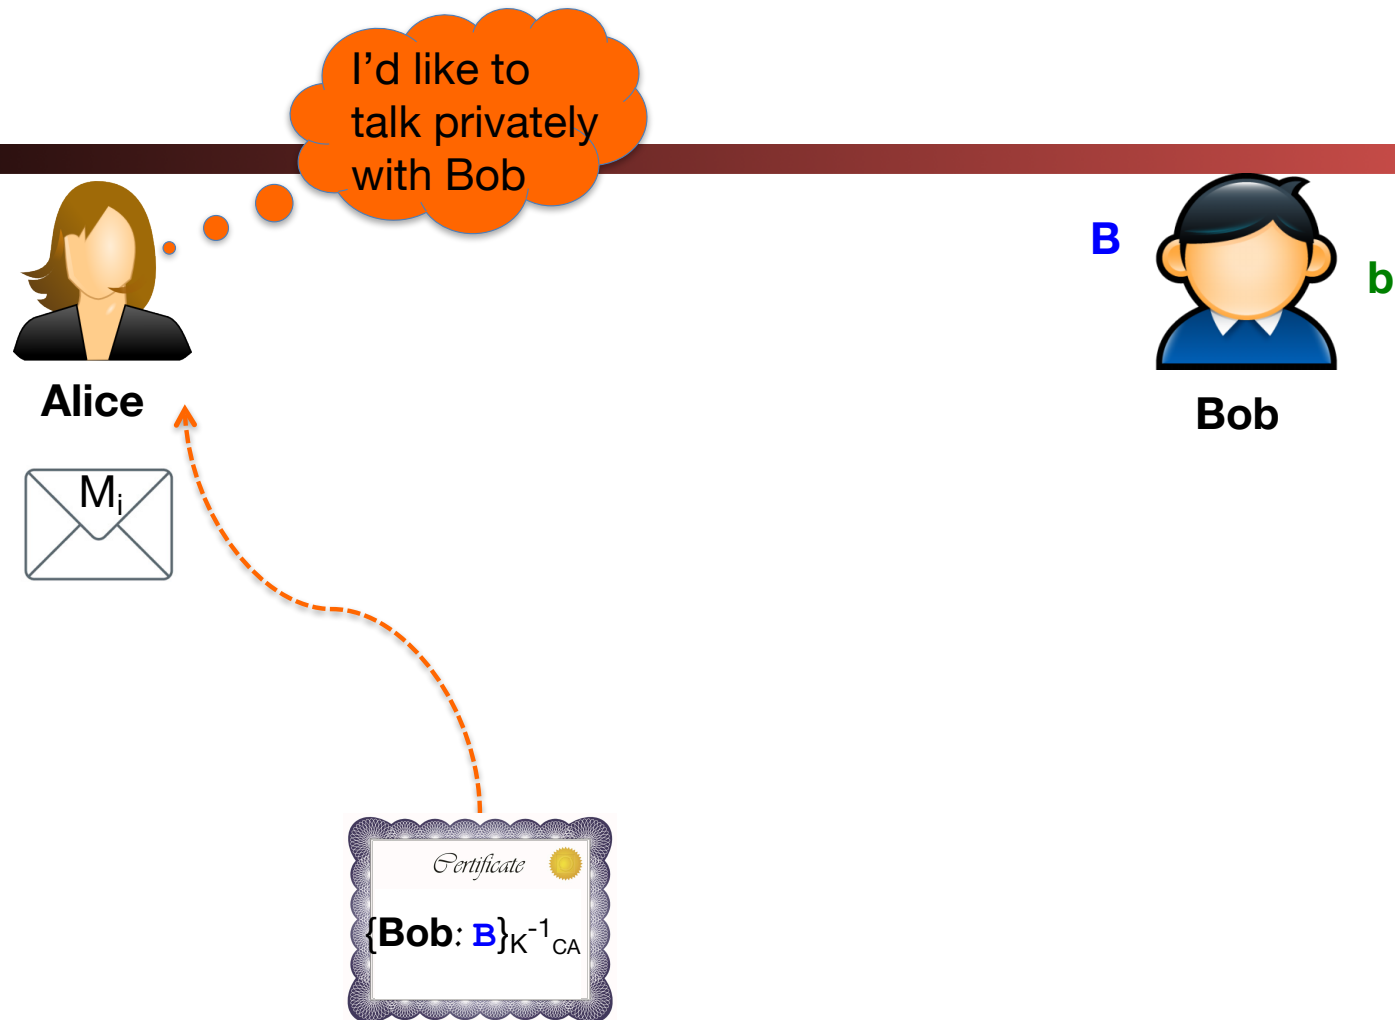 I’d like to
talk privately
with Bob
B
b
Alice
Bob
Mᵢ
Certificate
{Bob: B}K⁻¹CA